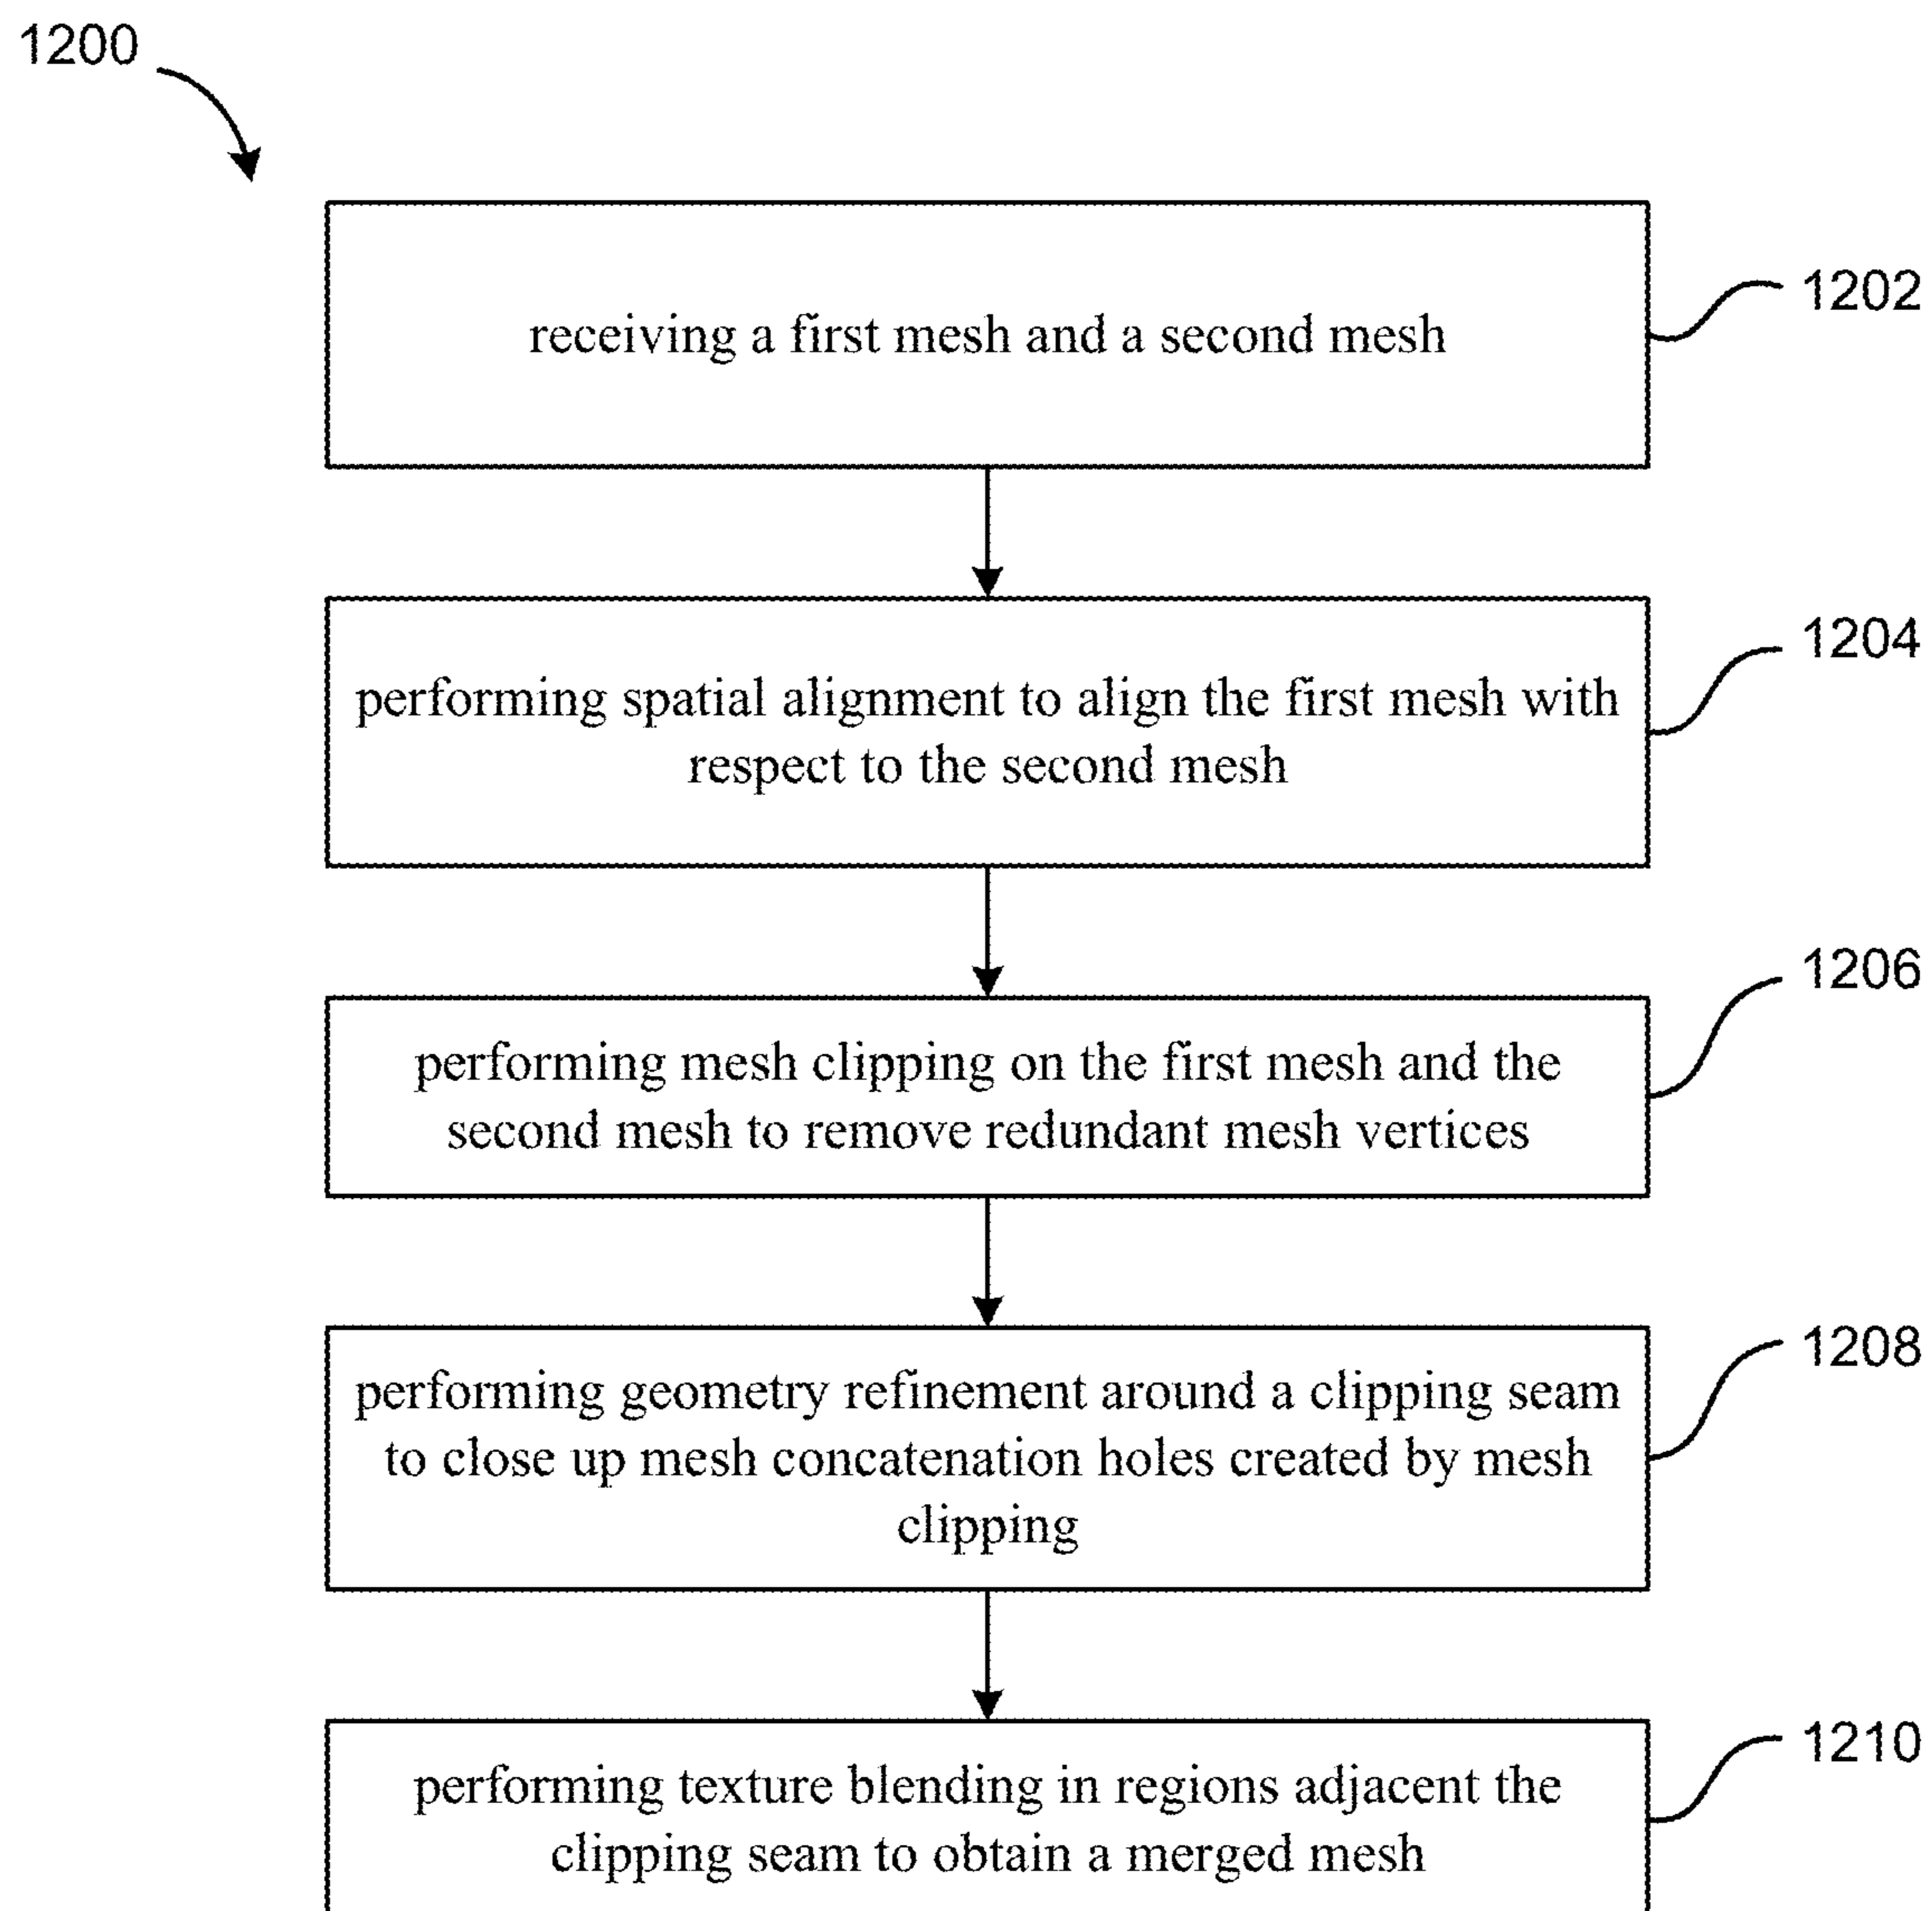 1200
receiving a first mesh and a second mesh
1202
performing spatial alignment to align the first mesh with
respect to the second mesh
1204
performing mesh clipping on the first mesh and the
second mesh to remove redundant mesh vertices
1206
performing geometry refinement around a clipping seam
to close up mesh concatenation holes created by mesh
clipping
1208
performing texture blending in regions adjacent the
clipping seam to obtain a merged mesh
1210